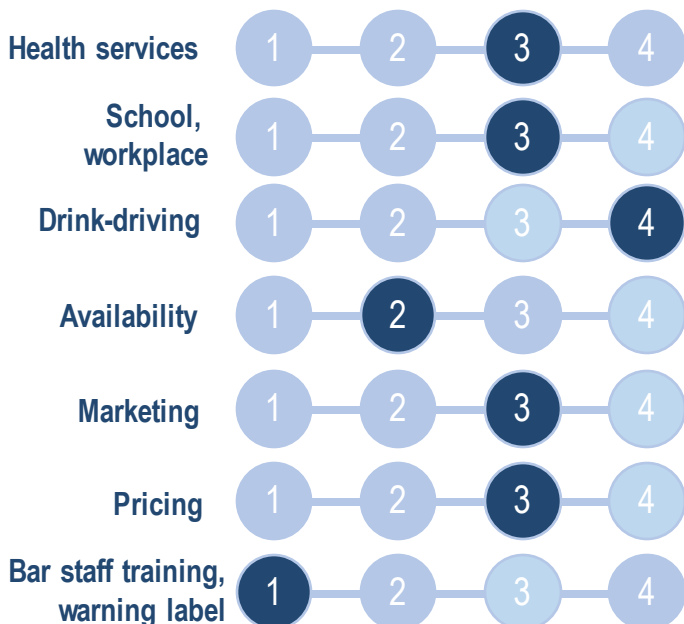 Health services 1 2 3 4
School,
workplace 1 2 3 4
Drink-driving 1 2 3 4
Availability 1 2 3 4
Marketing 1 2 3 4
Pricing 1 2 3 4
Bar staff training,
warning label 1 2 3 4